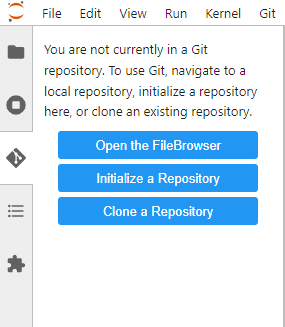 File Edit View Run Kernel Git
You are not currently in a Git
repository. To use Git, navigate to a
local repository, initialize a repository
here, or clone an existing repository.
Open the FileBrowser
Initialize a Repository
Clone a Repository